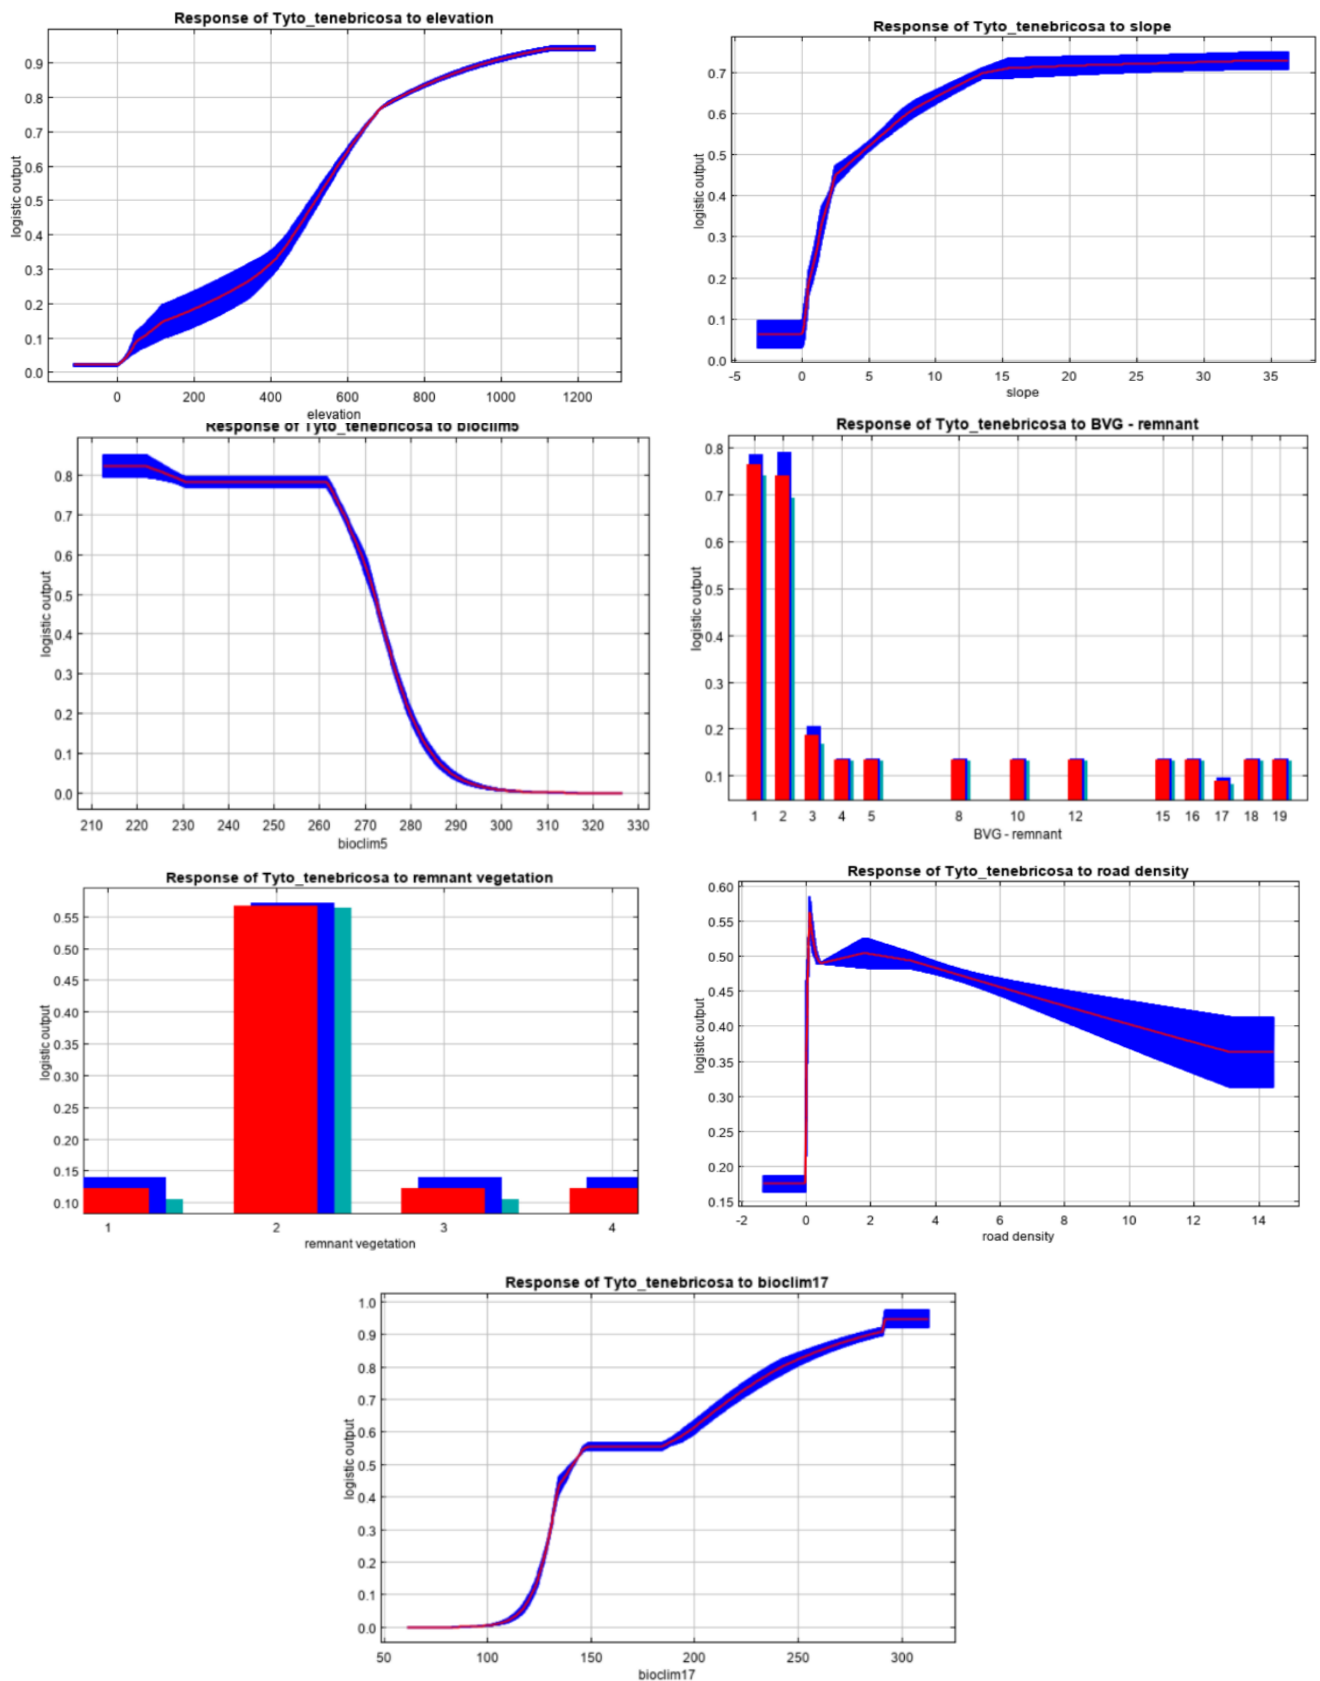 Response of Tyto_tenebricosa to elevation
logistic output
0.9
0.8
0.7
0.6
0.5
0.4
0.3
0.2
0.1
0.0
0 200 400 600 800 1000 1200
elevation
Response of Tyto_tenebricosa to slope
logistic output
0.7
0.6
0.5
0.4
0.3
0.2
0.1
0.0
-5 0 5 10 15 20 25 30 35
slope
Response of Tyto_tenebricosa to bioclim5
logistic output
0.8
0.7
0.6
0.5
0.4
0.3
0.2
0.1
0.0
210 220 230 240 250 260 270 280 290 300 310 320 330
bioclim5
Response of Tyto_tenebricosa to BVG - remnant
logistic output
0.8
0.7
0.6
0.5
0.4
0.3
0.2
0.1
1 2 3 4 5 8 10 12 15 16 17 18 19
BVG - remnant
Response of Tyto_tenebricosa to remnant vegetation
logistic output
0.55
0.50
0.45
0.40
0.35
0.30
0.25
0.20
0.15
0.10
1 2 3 4
remnant vegetation
Response of Tyto_tenebricosa to road density
logistic output
0.60
0.55
0.50
0.45
0.40
0.35
0.30
0.25
0.20
0.15
-2 0 2 4 6 8 10 12 14
road density
Response of Tyto_tenebricosa to bioclim17
logistic output
1.0
0.9
0.8
0.7
0.6
0.5
0.4
0.3
0.2
0.1
0.0
50 100 150 200 250 300
bioclim17